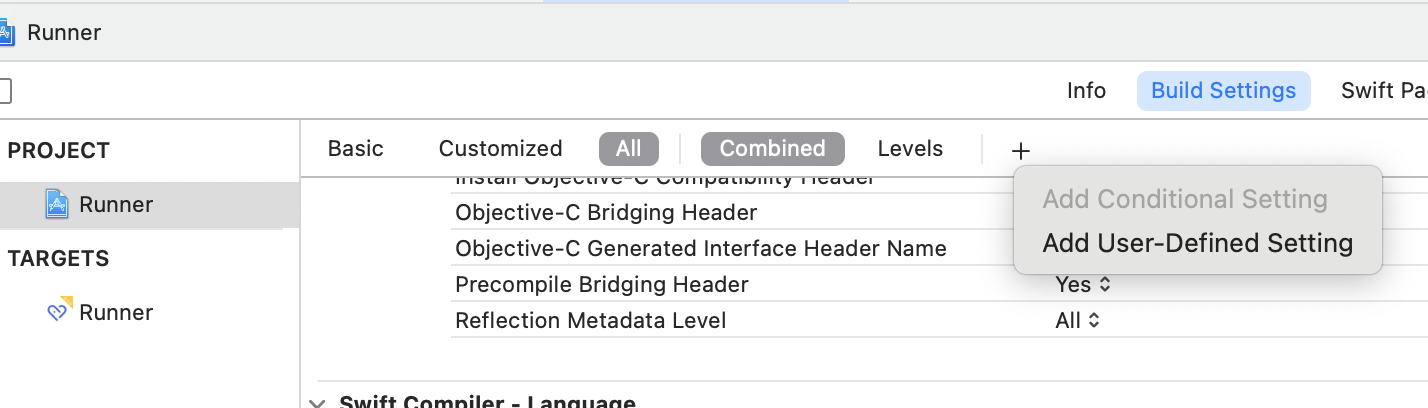 Runner
Info Build Settings Swift Pa
PROJECT
Runner
TARGETS
Runner
Basic Customized All Combined Levels +
Install Objective-C Compatibility Header
Objective-C Bridging Header
Objective-C Generated Interface Header Name
Precompile Bridging Header Yes
Reflection Metadata Level All
Swift Compiler - Language
Add Conditional Setting
Add User-Defined Setting